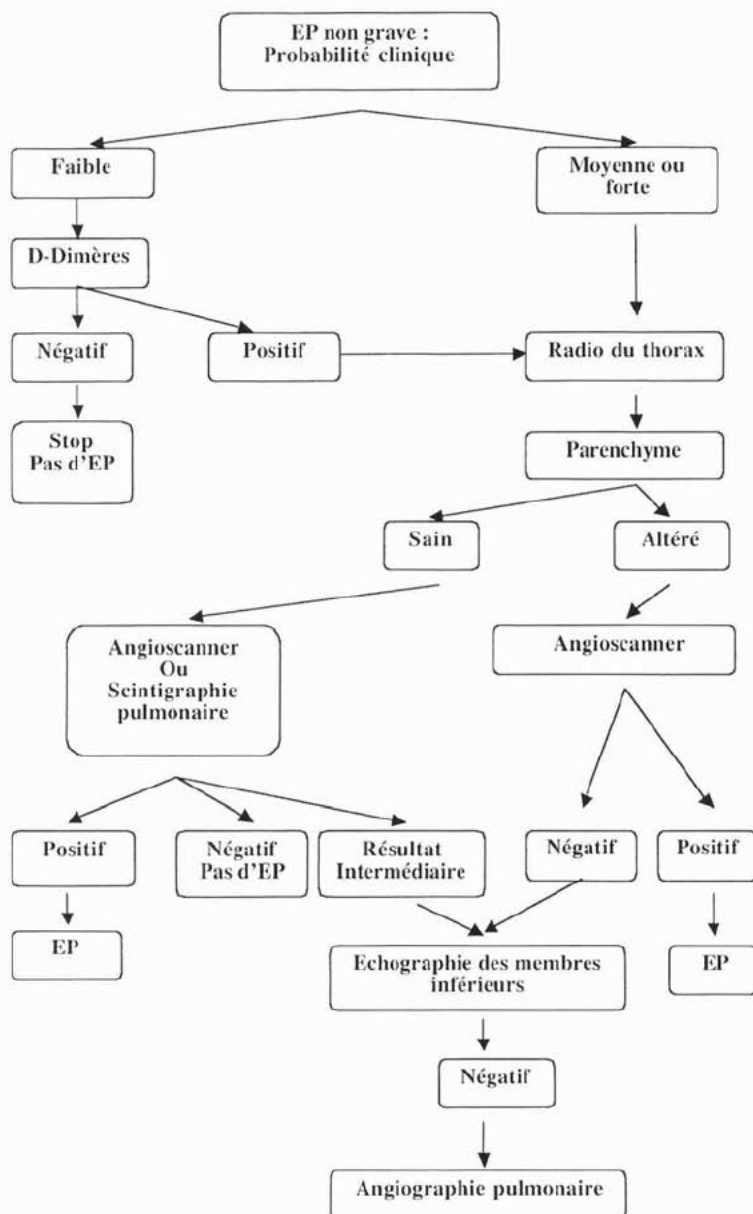 EP non grave :
Probabilité clinique
Faible
Moyenne ou
forte
D-Dimères
Négatif
Positif
Radio du thorax
Stop
Pas d'EP
Parenchyme
Sain
Altéré
Angioscanner
Ou
Scintigraphie
pulmonaire
Angioscanner
Positif
Négatif
Pas d'EP
Résultat
Intermédiaire
Négatif
Positif
EP
Echographie des membres
inférieurs
EP
Négatif
Angiographie pulmonaire